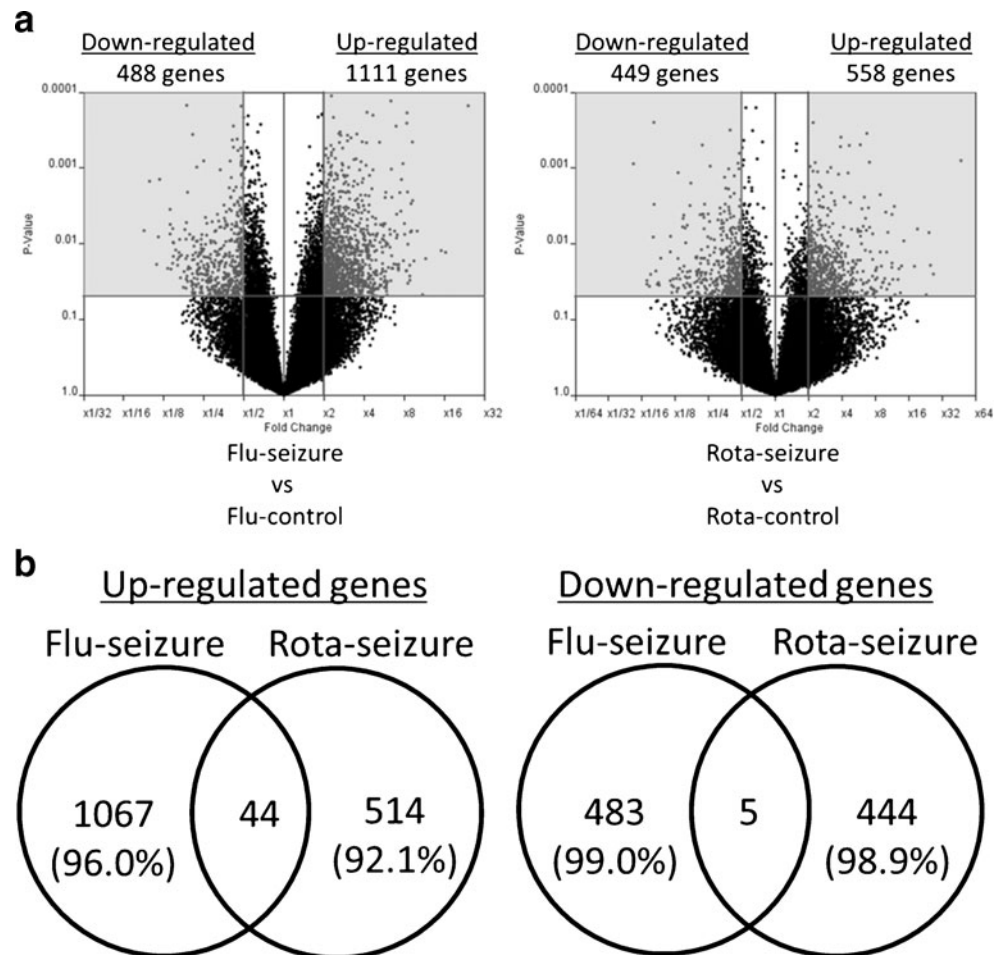 a
Down-regulated
488 genes
Up-regulated
1111 genes
Down-regulated
449 genes
Up-regulated
558 genes
0.0001
0.001
0.01
0.1
1.0
P-Value
x1/32 x1/16 x1/8 x1/4 x1/2 x1 x2 x4 x8 x16 x32
Fold Change
Flu-seizure
vs
Flu-control
0.0001
0.001
0.01
0.1
1.0
P-Value
x1/64 x1/32 x1/16 x1/8 x1/4 x1/2 x1 x2 x4 x8 x16 x32 x64
Fold Change
Rota-seizure
vs
Rota-control
b
Up-regulated genes
Flu-seizure Rota-seizure
1067 44 514
(96.0%) (92.1%)
Down-regulated genes
Flu-seizure Rota-seizure
483 5 444
(99.0%) (98.9%)